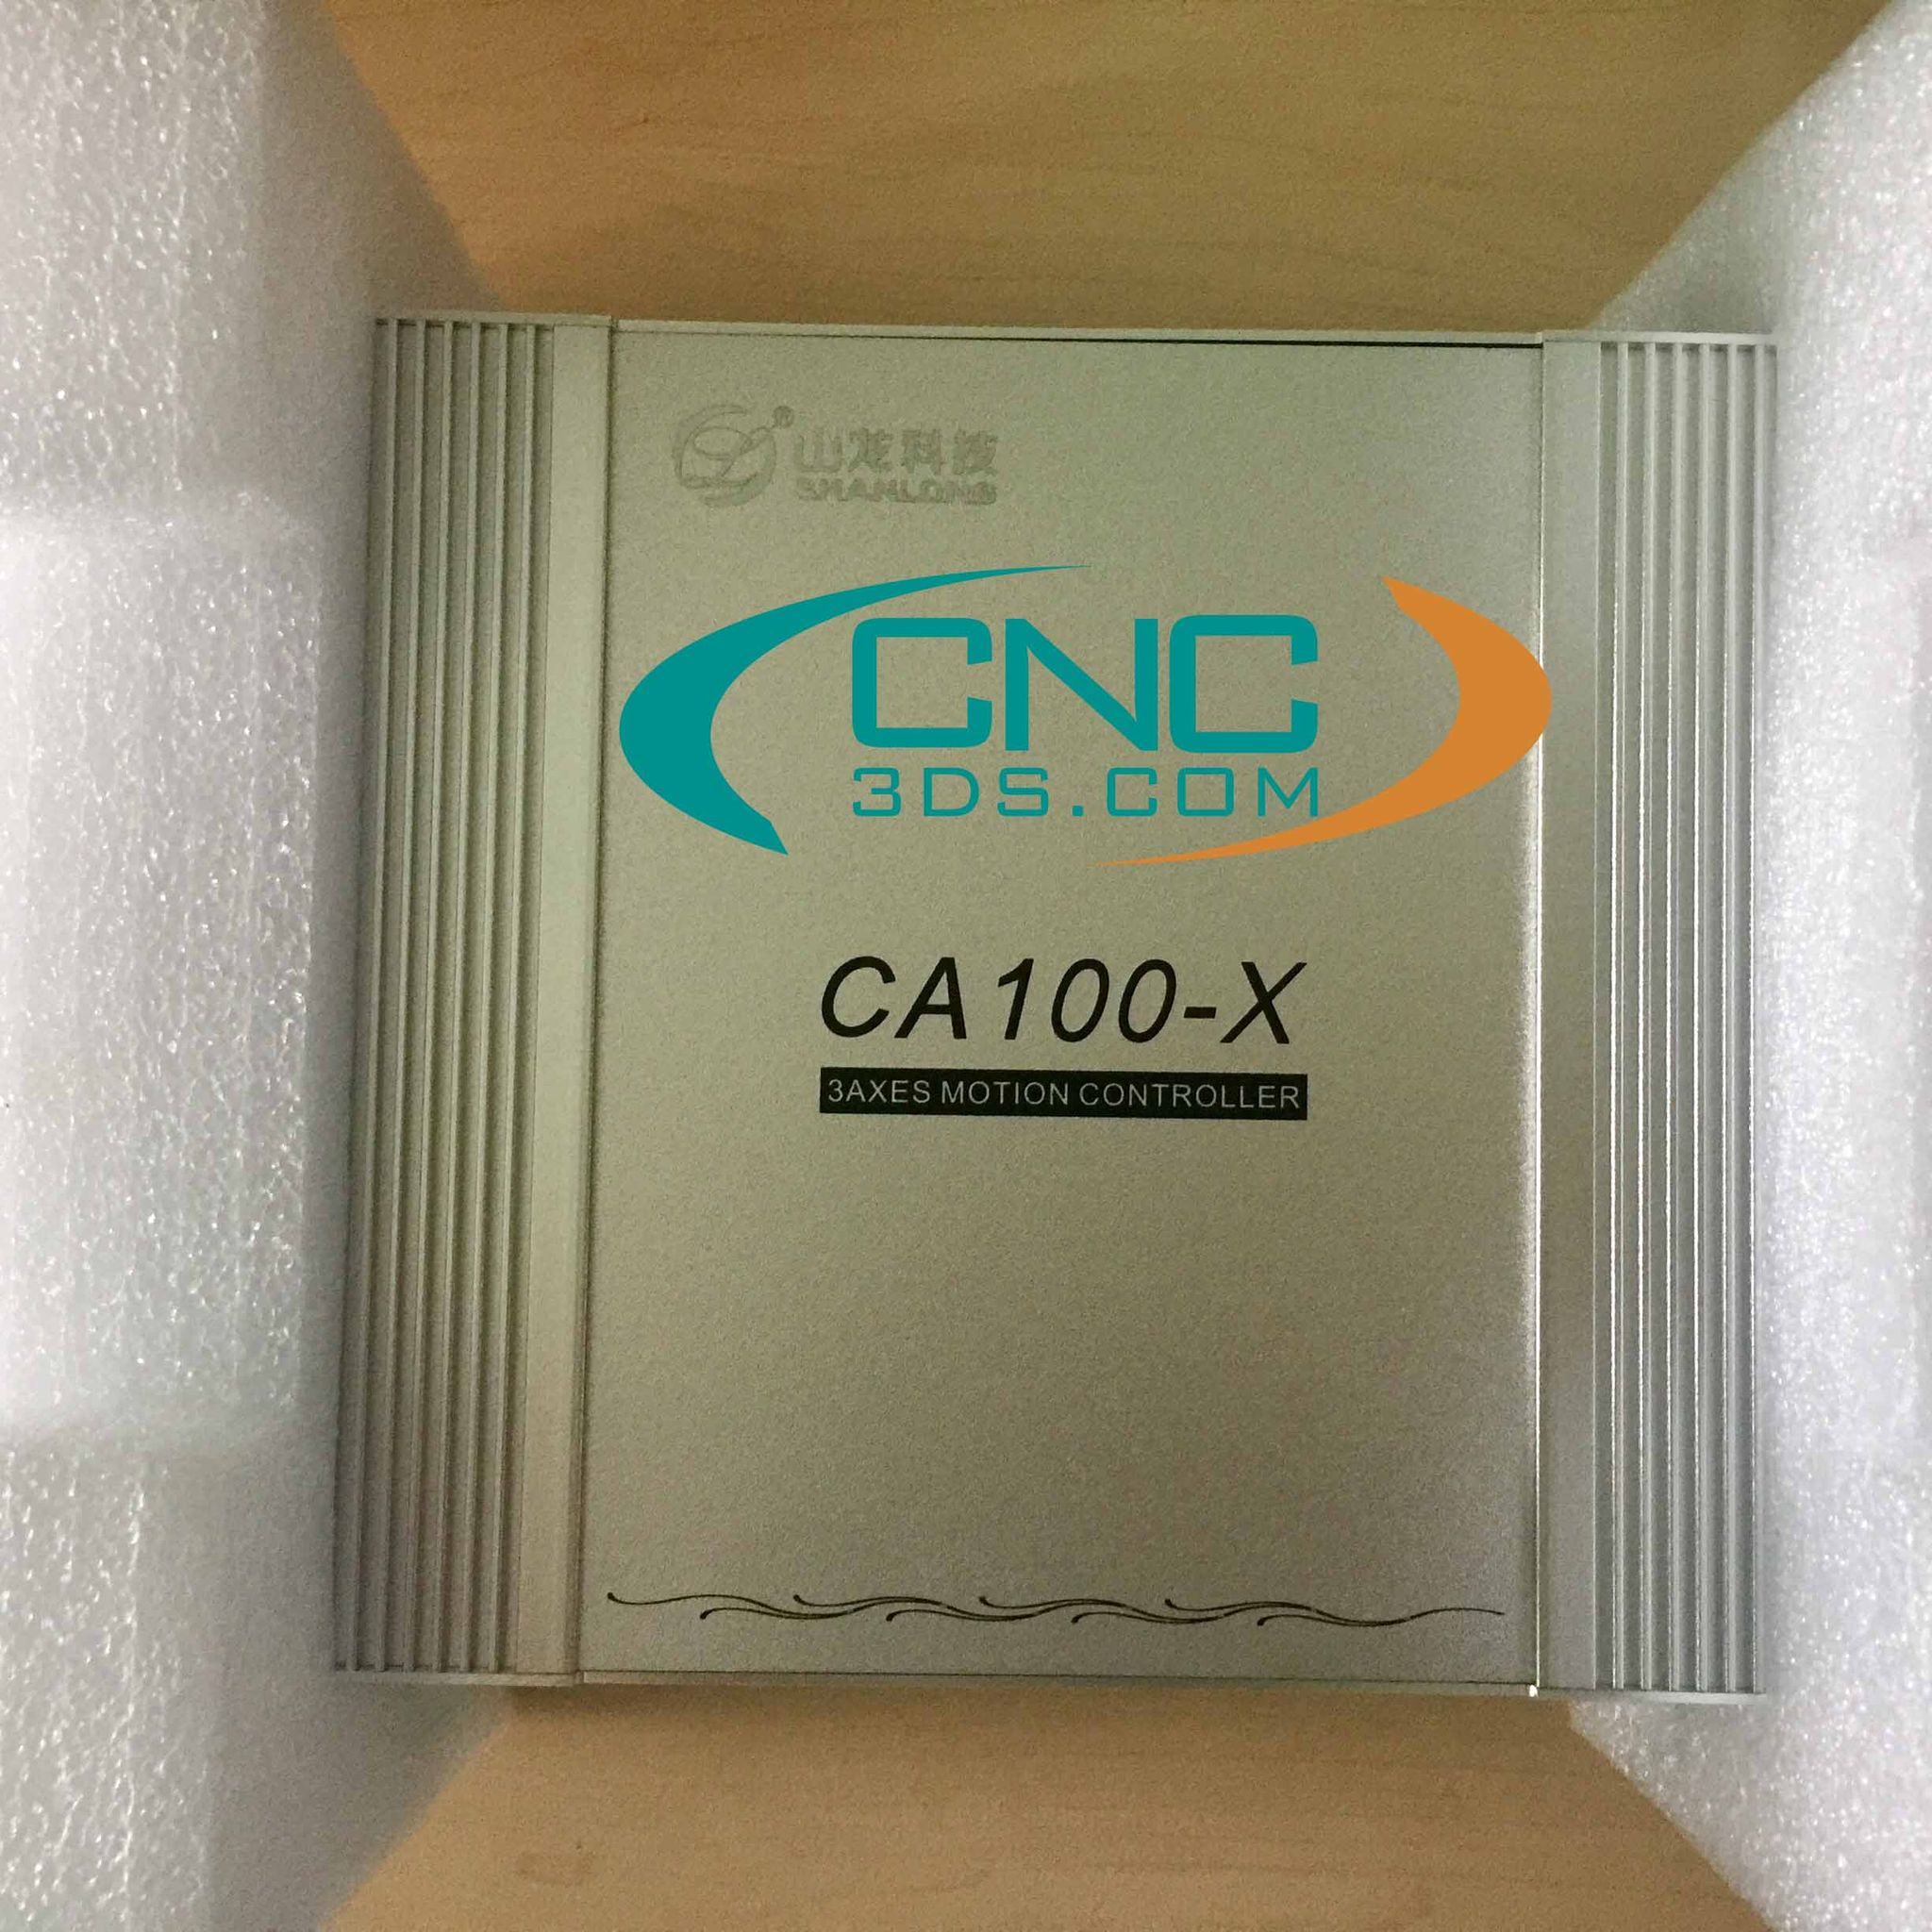 ®
山龙科技
SHANLONG
CNC
3DS.COM
CA100-X
3AXES MOTION CONTROLLER